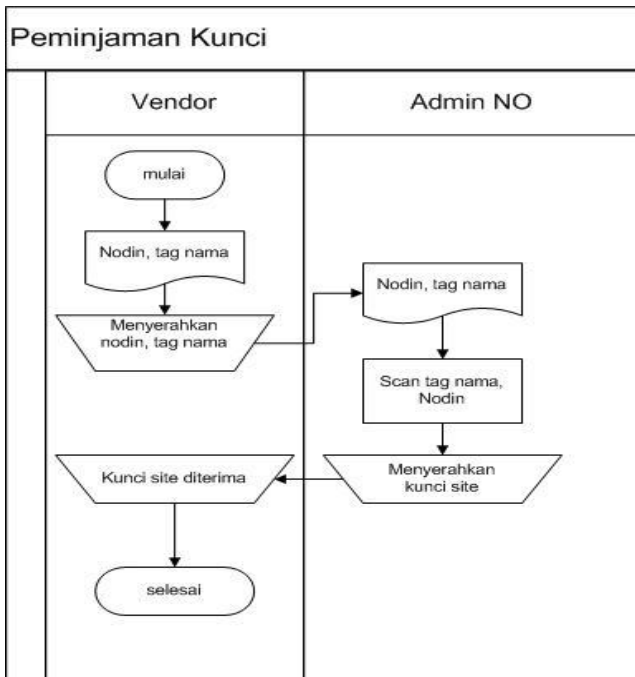 Peminjaman Kunci
Vendor
Admin NO
mulai
Nodin, tag nama
Menyerahkan
nodin, tag nama
Nodin, tag nama
Scan tag nama,
Nodin
Menyerahkan
kunci site
Kunci site diterima
selesai